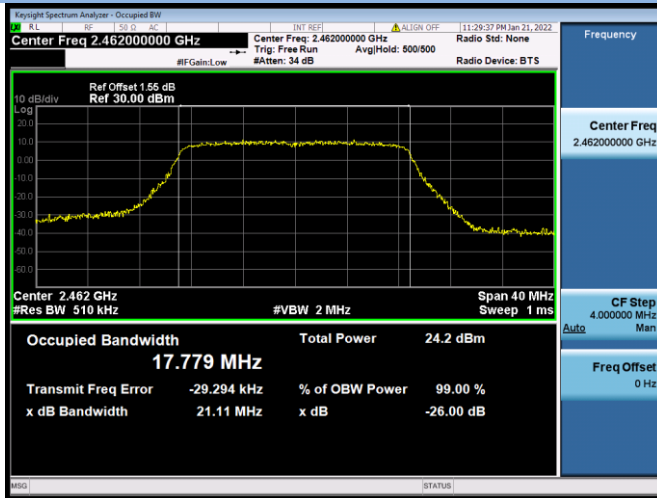 Keysight Spectrum Analyzer - Occupied BW
RL RF 50 Ω AC INT REF ALIGN OFF 11:29:37 PM Jan 21, 2022
Center Freq 2.462000000 GHz
Center Freq: 2.462000000 GHz Radio Std: None
Trig: Free Run Avg|Hold: 500/500
#IFGain:Low #Atten: 34 dB Radio Device: BTS
Ref Offset 1.55 dB
10 dB/div Ref 30.00 dBm
Log
20.0
10.0
0.00
-10.0
-20.0
-30.0
-40.0
-50.0
-60.0
Center 2.462 GHz Span 40 MHz
#Res BW 510 kHz #VBW 2 MHz Sweep 1 ms
Occupied Bandwidth Total Power 24.2 dBm
17.779 MHz
Transmit Freq Error -29.294 kHz % of OBW Power 99.00 %
x dB Bandwidth 21.11 MHz x dB -26.00 dB
MSG STATUS
Frequency
Center Freq
2.462000000 GHz
CF Step
4.000000 MHz
Auto Man
Freq Offset
0 Hz